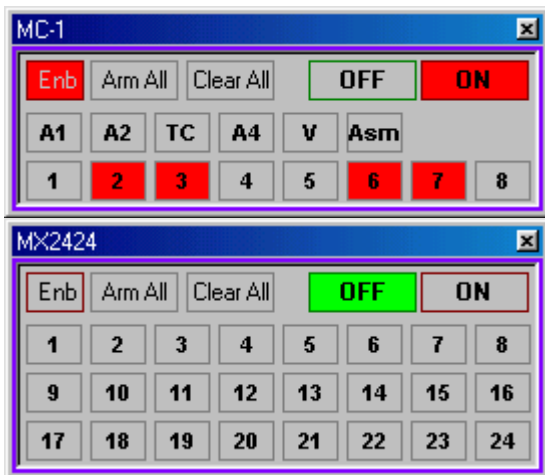 MC-1
Enb Arm All Clear All OFF ON
A1 A2 TC A4 V Asm
1 2 3 4 5 6 7 8
MX2424
Enb Arm All Clear All OFF ON
1 2 3 4 5 6 7 8
9 10 11 12 13 14 15 16
17 18 19 20 21 22 23 24